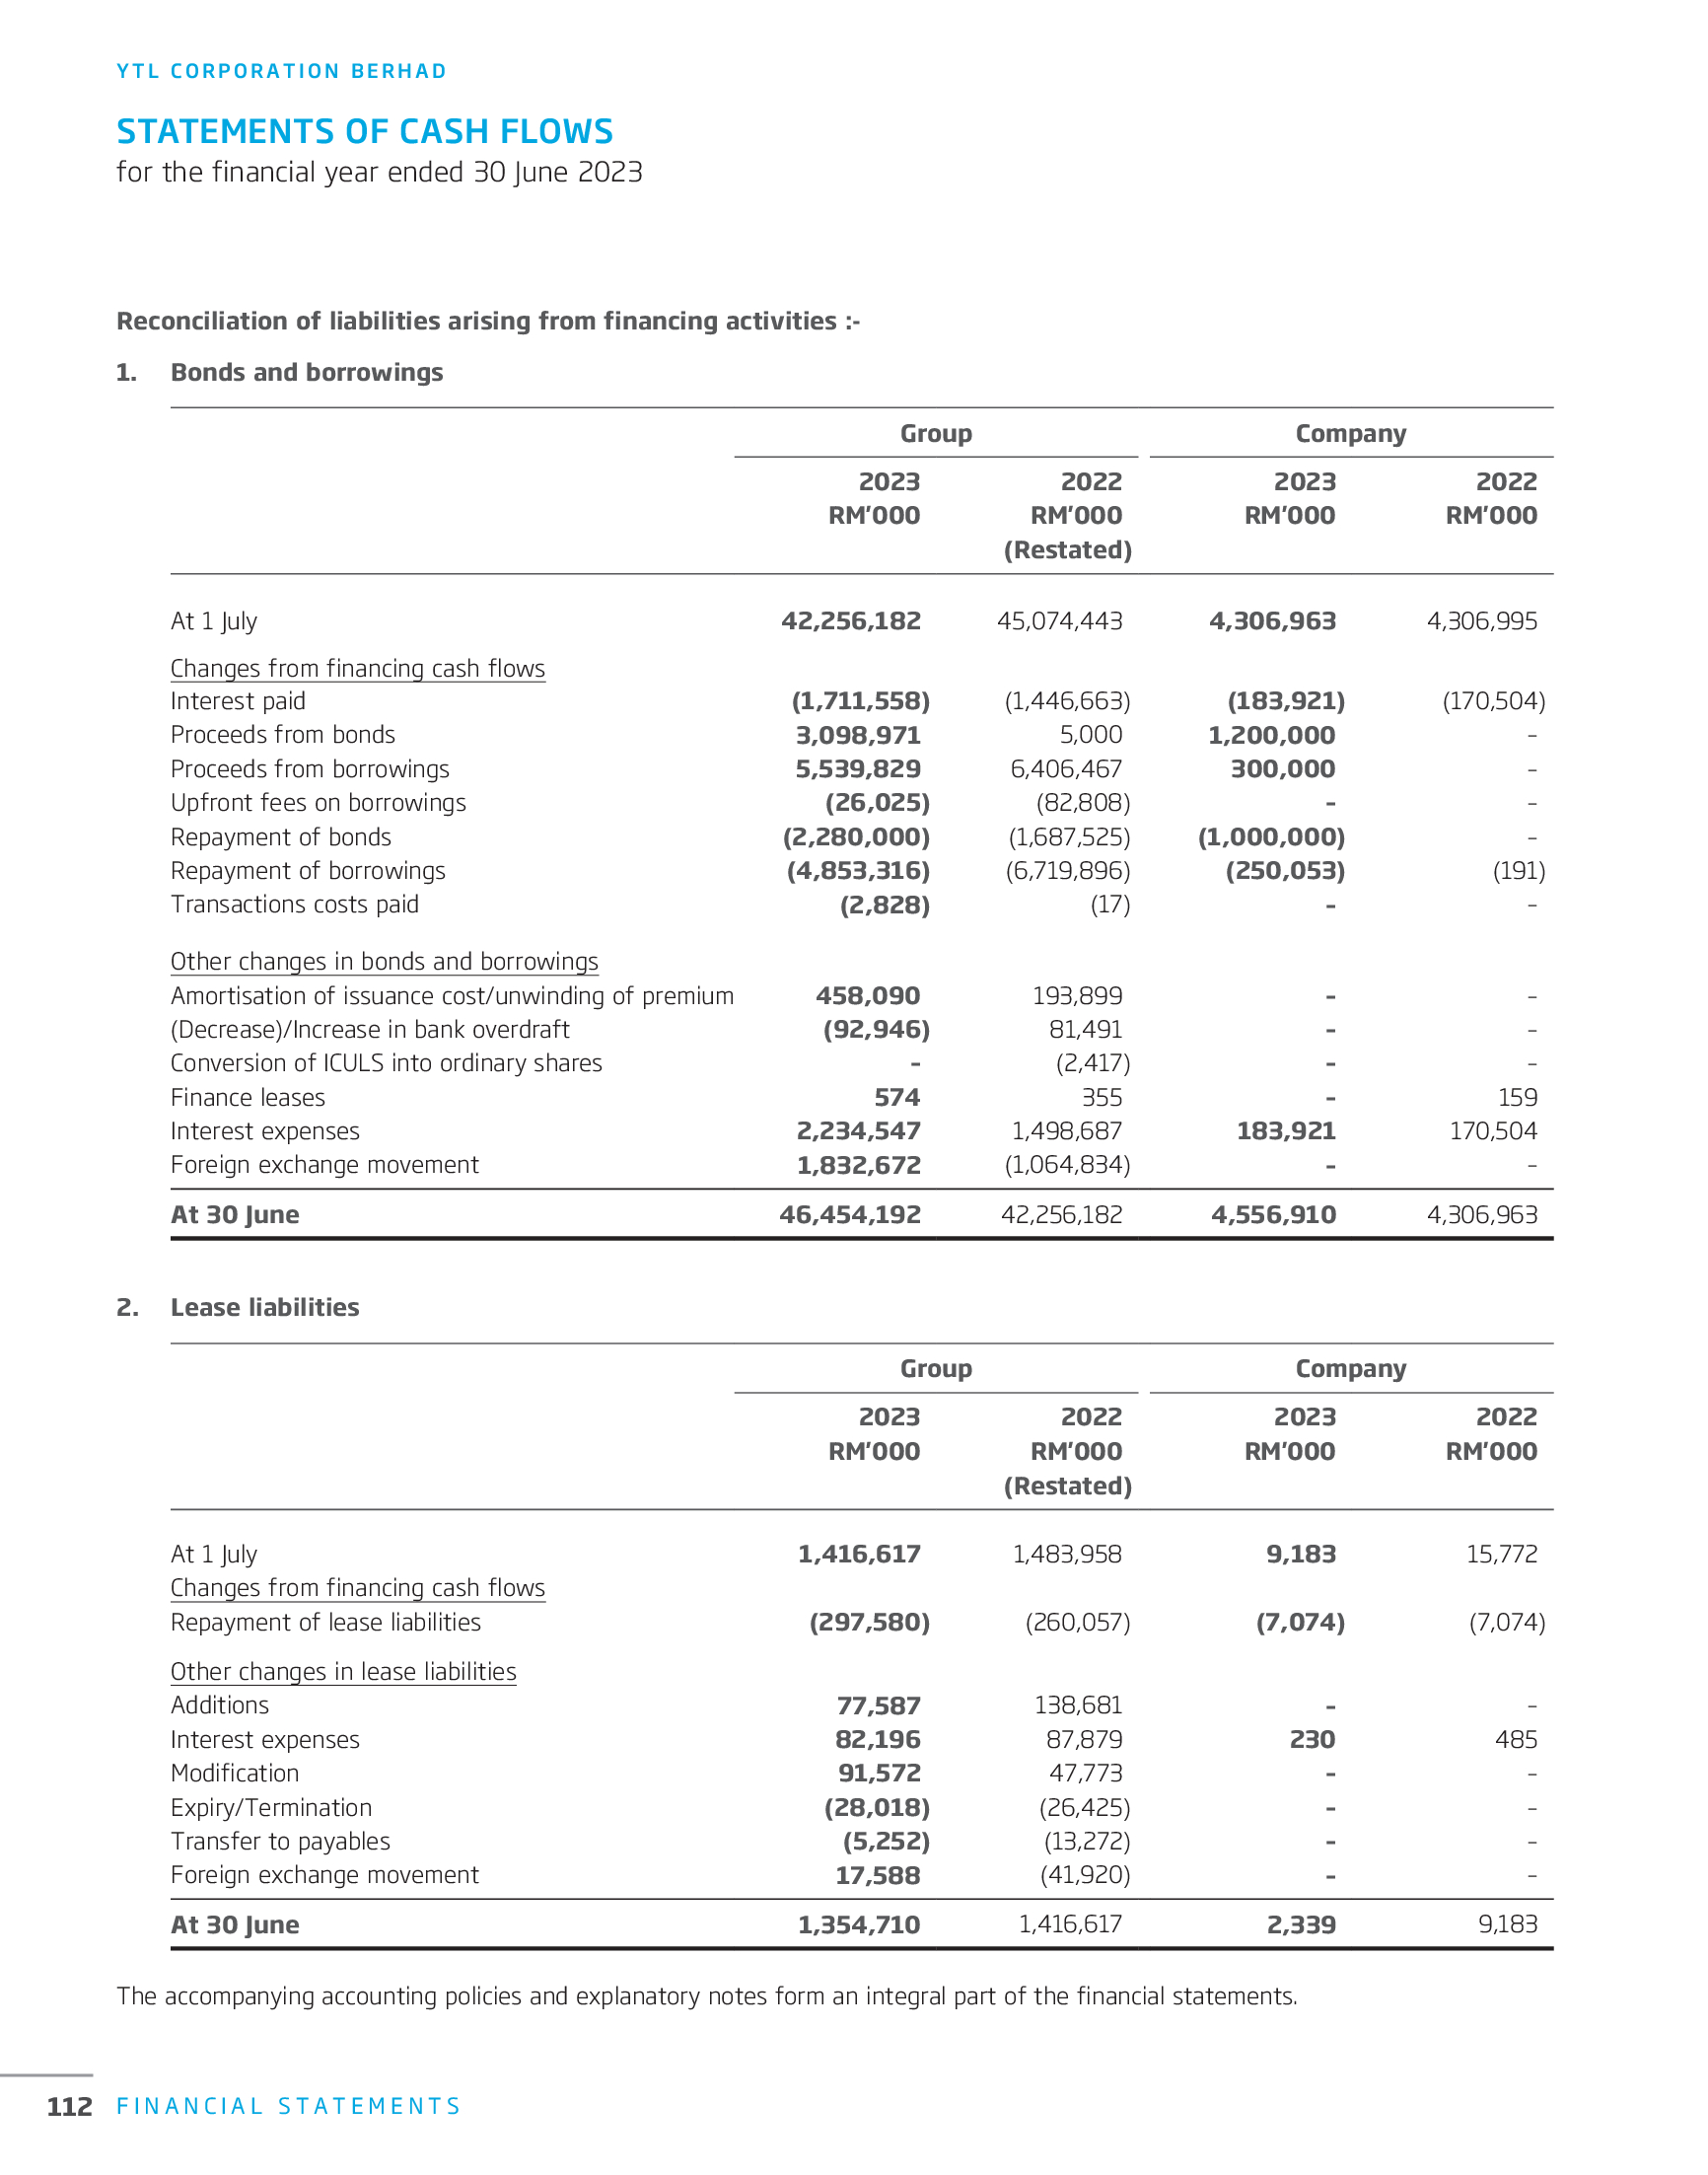 YTL CORPORATION BERHAD
STATEMENTS OF CASH FLOWS
for the financial year ended 30 June 2023
Reconciliation of liabilities arising from financing activities :-
1. Bonds and borrowings
Group Company
2023 2022 2023 2022
RM’000 RM’000 RM’000 RM’000
(Restated)
At 1 July 42,256,182 45,074,443 4,306,963 4,306,995
Changes from financing cash flows
Interest paid (1,711,558) (1,446,663) (183,921) (170,504)
Proceeds from bonds 3,098,971 5,000 1,200,000 –
Proceeds from borrowings 5,539,829 6,406,467 300,000 –
Upfront fees on borrowings (26,025) (82,808) – –
Repayment of bonds (2,280,000) (1,687,525) (1,000,000) –
Repayment of borrowings (4,853,316) (6,719,896) (250,053) (191)
Transactions costs paid (2,828) (17) – –
Other changes in bonds and borrowings
Amortisation of issuance cost/unwinding of premium 458,090 193,899 – –
(Decrease)/Increase in bank overdraft (92,946) 81,491 – –
Conversion of ICULS into ordinary shares – (2,417) – –
Finance leases 574 355 – 159
Interest expenses 2,234,547 1,498,687 183,921 170,504
Foreign exchange movement 1,832,672 (1,064,834) – –
At 30 June 46,454,192 42,256,182 4,556,910 4,306,963
2. Lease liabilities
Group Company
2023 2022 2023 2022
RM’000 RM’000 RM’000 RM’000
(Restated)
At 1 July 1,416,617 1,483,958 9,183 15,772
Changes from financing cash flows
Repayment of lease liabilities (297,580) (260,057) (7,074) (7,074)
Other changes in lease liabilities
Additions 77,587 138,681 – –
Interest expenses 82,196 87,879 230 485
Modification 91,572 47,773 – –
Expiry/Termination (28,018) (26,425) – –
Transfer to payables (5,252) (13,272) – –
Foreign exchange movement 17,588 (41,920) – –
At 30 June 1,354,710 1,416,617 2,339 9,183
The accompanying accounting policies and explanatory notes form an integral part of the financial statements.
112 FINANCIAL STATEMENTS